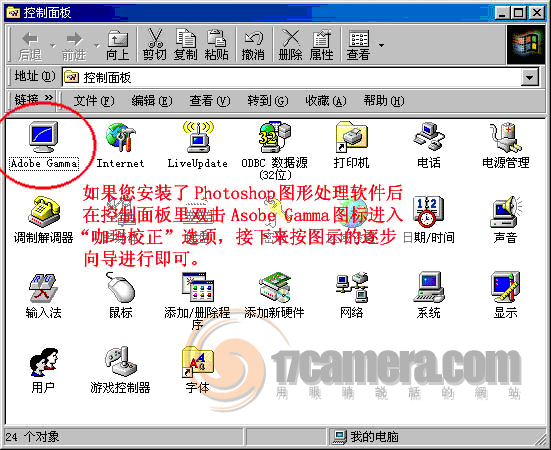 控制面板
后退 前进 向上 剪切 复制 粘贴 撤消 删除 属性 查看
地址(D) 控制面板
链接 » 文件(F) 编辑(E) 查看(V) 转到(G) 收藏(A) 帮助(H)
Adobe Gamma Internet LiveUpdate ODBC 数据源 打印机 电话 电源管理
(32位)
如果您安装了Photoshop图形处理软件后
在控制面板里双击Asobe Gamma图标进入
“咖玛校正”选项，接下来按图示的逐步
向导进行即可。
调制解调器 日期/时间 声音
输入法 鼠标 添加/删除程 添加新硬件 网络 系统 显示
序
用户 游戏控制器 字体
17camera.com
用眼睛说话的網站
24 个对象 我的电脑